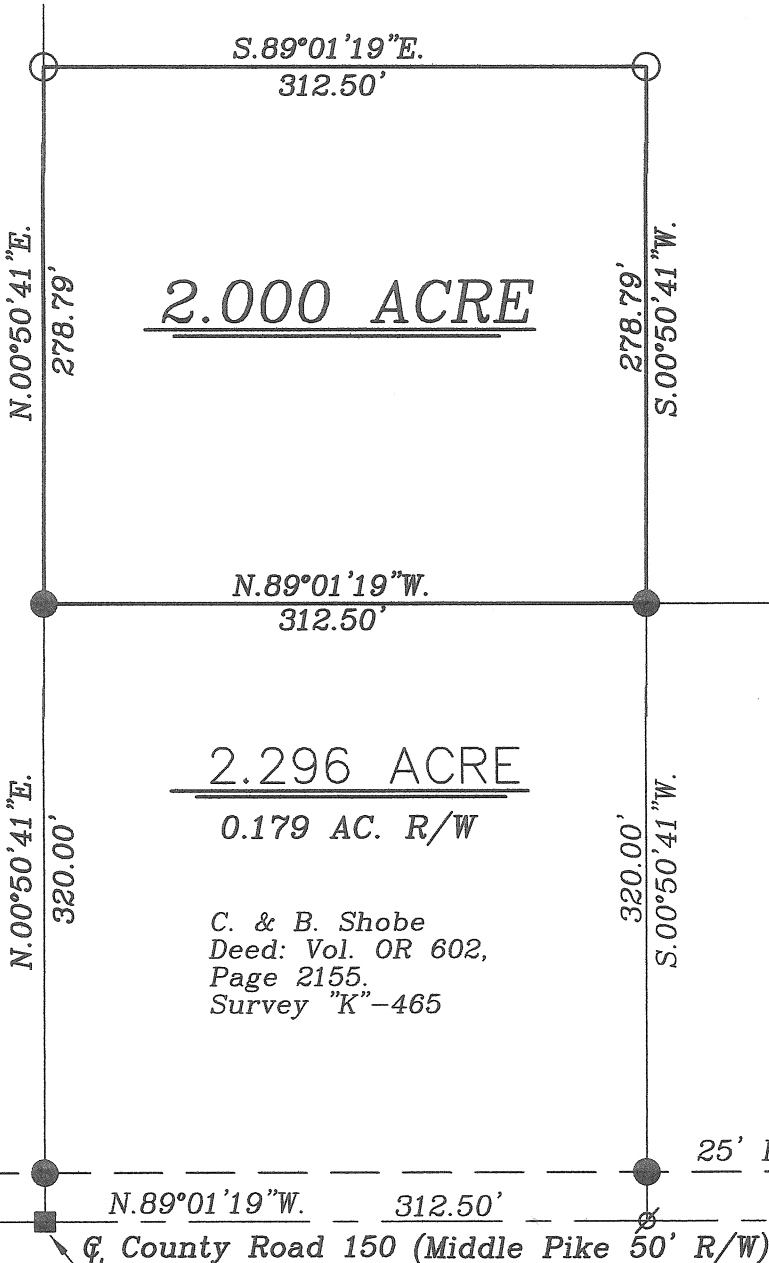 S.89°01'19"E.
312.50'
N.00°50'41"E.
278.79'
2.000 ACRE
278.79'
S.00°50'41"W.
N.89°01'19"W.
312.50'
N.00°50'41"E.
320.00'
2.296 ACRE
0.179 AC. R/W
320.00'
S.00°50'41"W.
C. & B. Shobe
Deed: Vol. OR 602,
Page 2155.
Survey "K"-465
25'
N.89°01'19"W. 312.50'
℄ County Road 150 (Middle Pike 50' R/W)